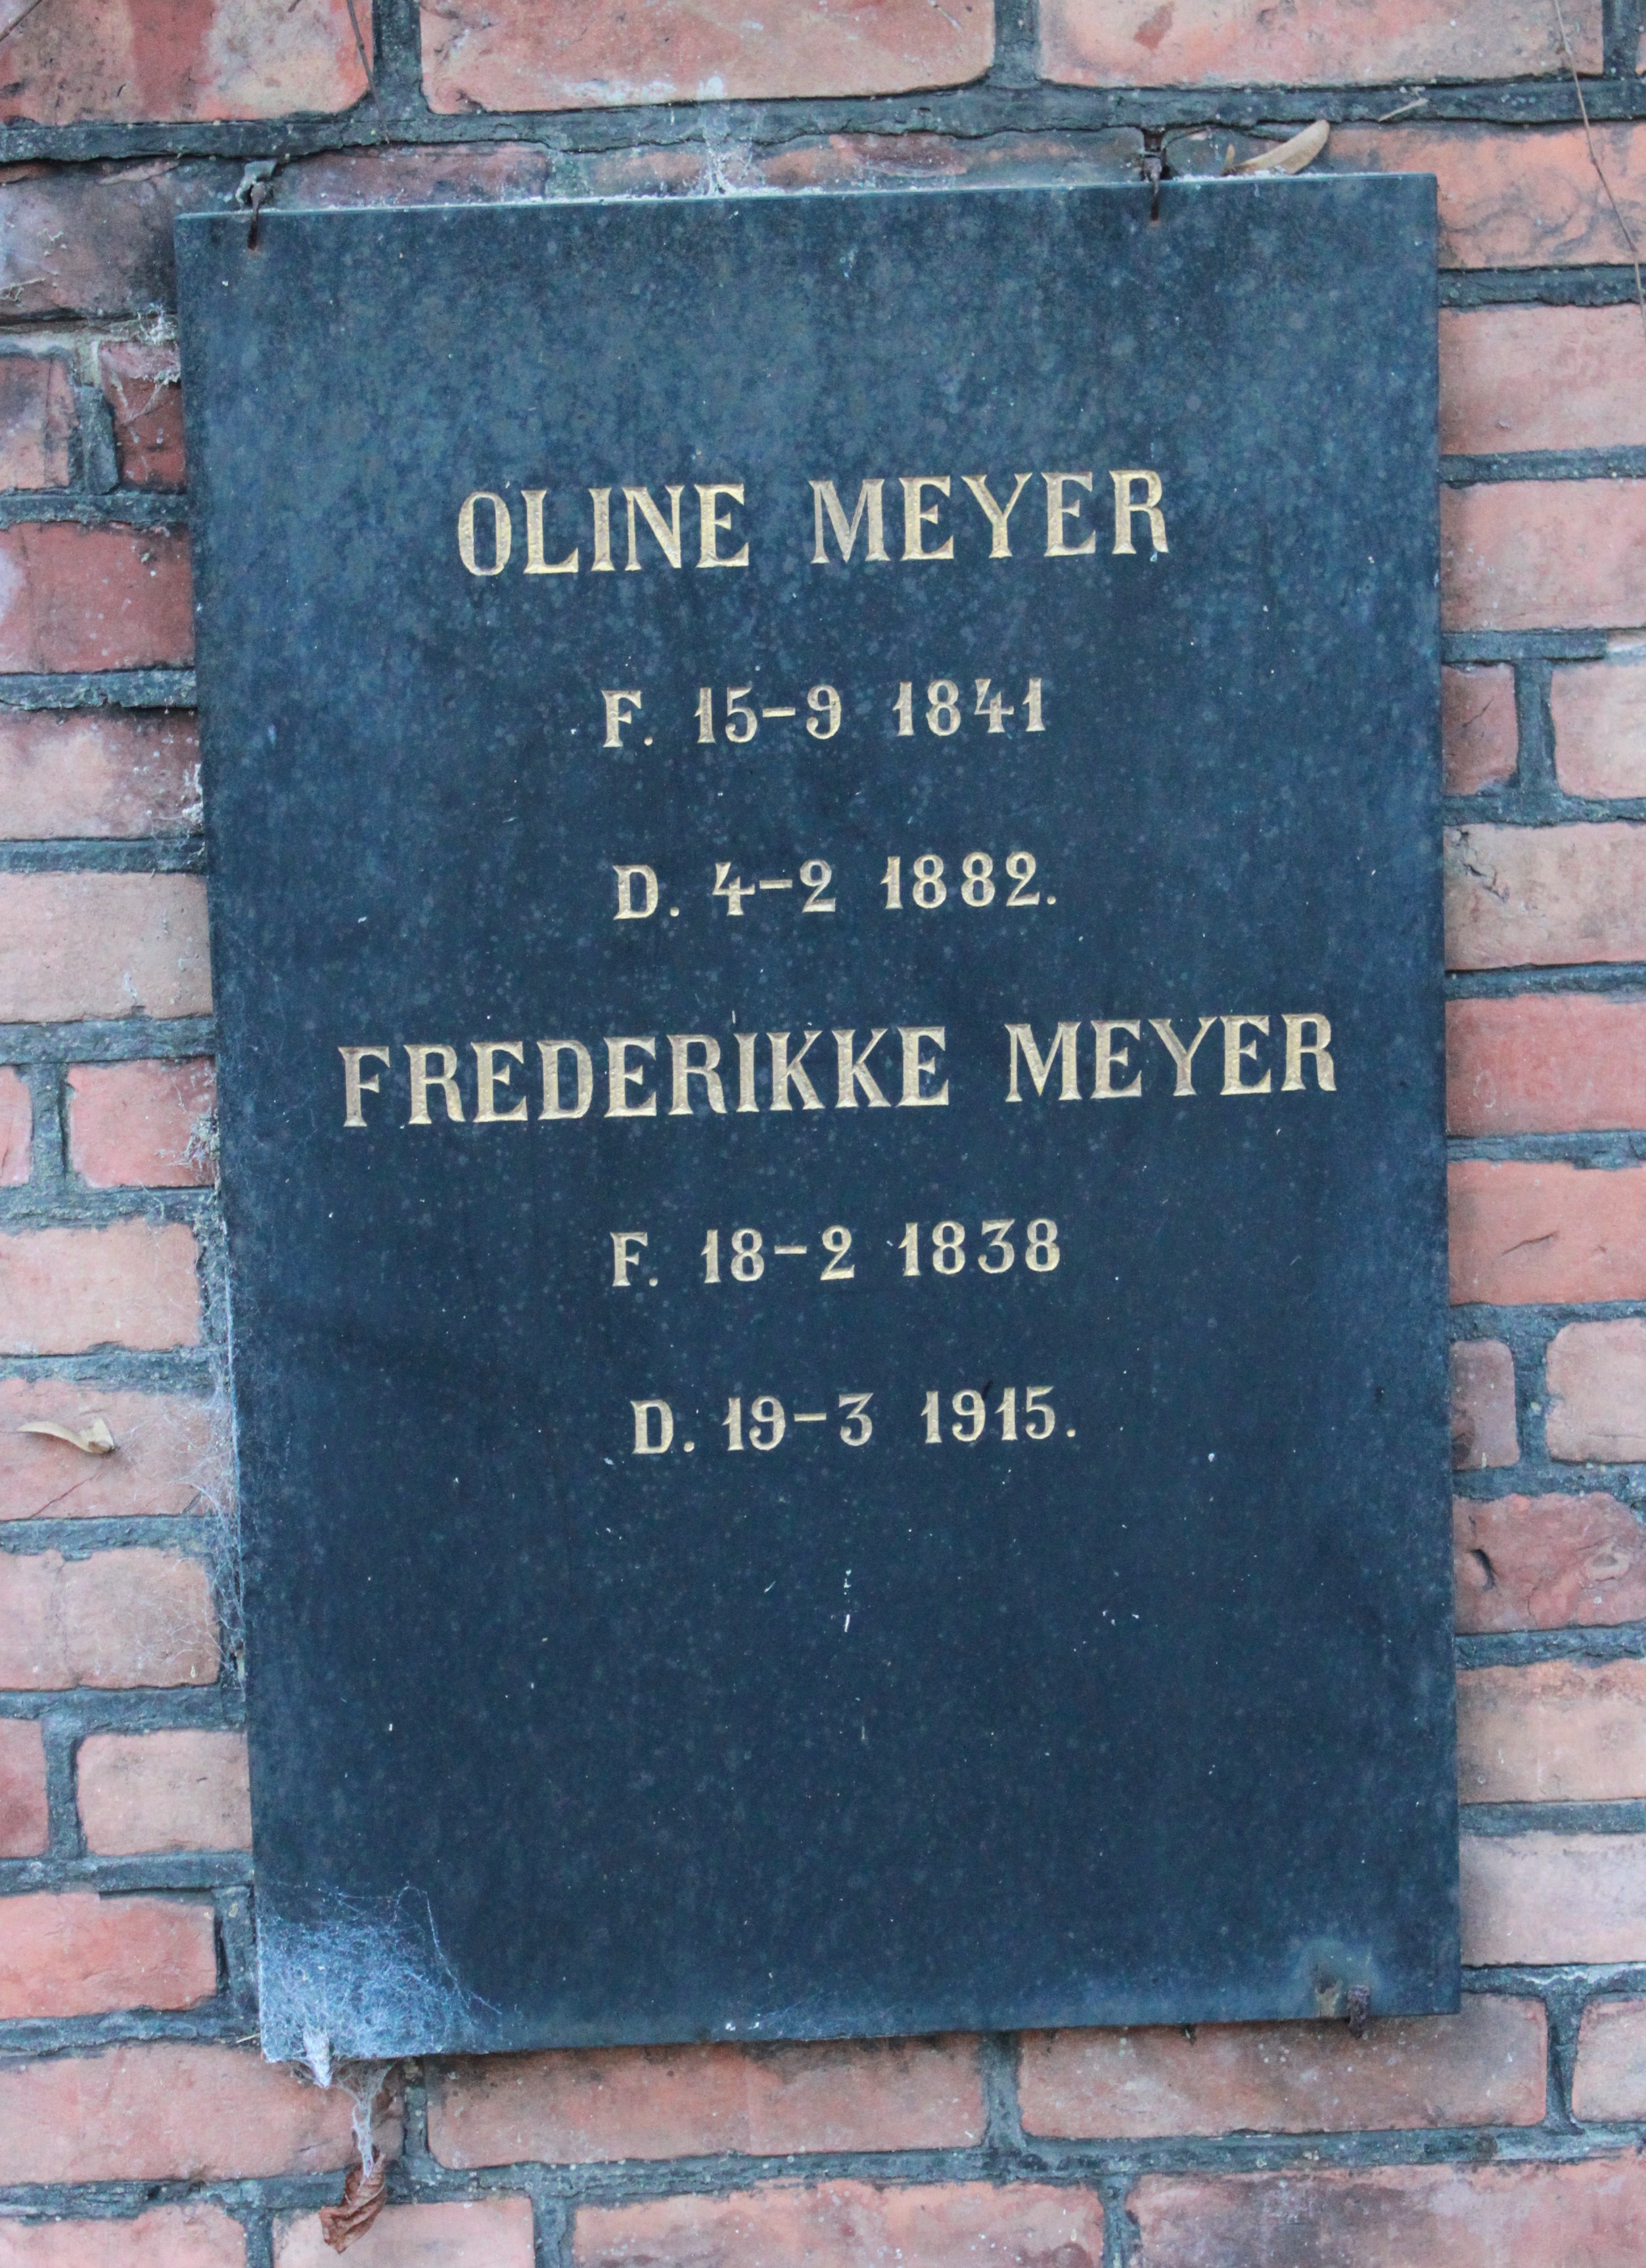 OLINE MEYER
F. 15-9 1841
D. 4-2 1882.
FREDERIKKE MEYER
F. 18-2 1838
D. 19-3 1915.